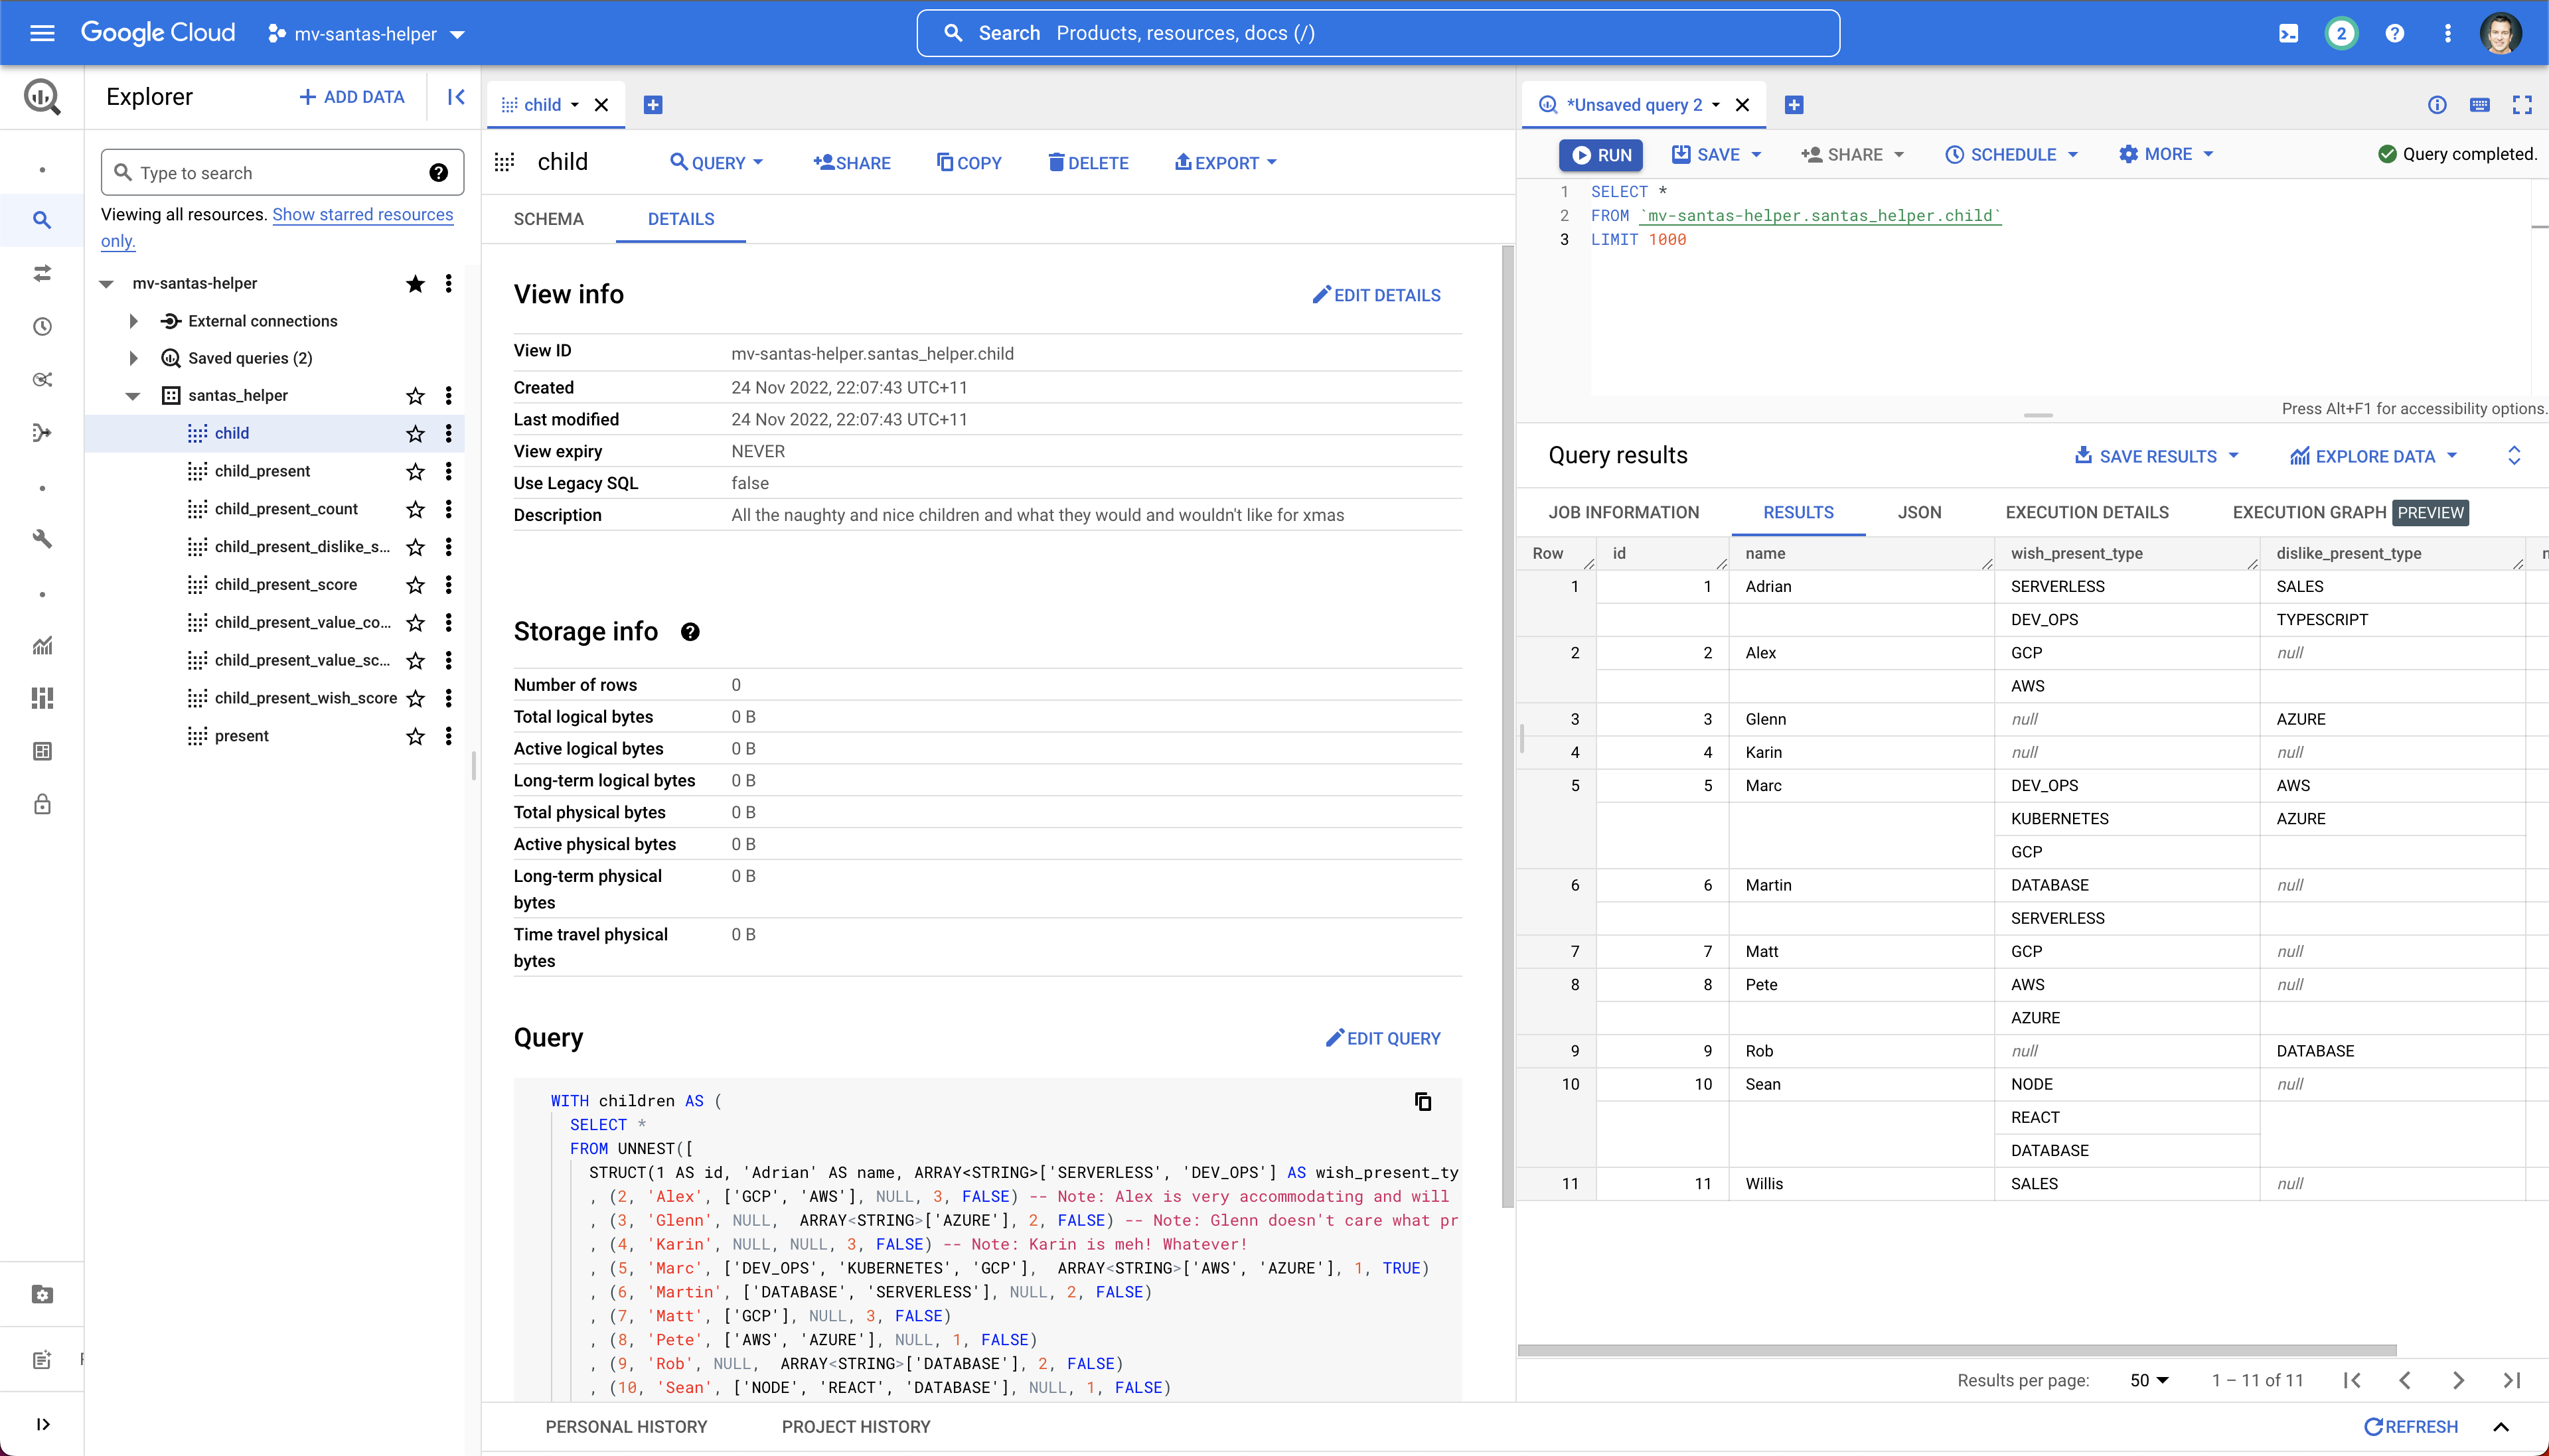 Google Cloud
mv-santas-helper
Search Products, resources, docs (/)
2
Explorer
ADD DATA
Type to search
Viewing all resources. Show starred resources
only.
mv-santas-helper
External connections
Saved queries (2)
santas_helper
child
child_present
child_present_count
child_present_dislike_s...
child_present_score
child_present_value_co...
child_present_value_sc...
child_present_wish_score
present
child
child
QUERY
SHARE
COPY
DELETE
EXPORT
SCHEMA
DETAILS
View info
EDIT DETAILS
View ID mv-santas-helper.santas_helper.child
Created 24 Nov 2022, 22:07:43 UTC+11
Last modified 24 Nov 2022, 22:07:43 UTC+11
View expiry NEVER
Use Legacy SQL false
Description All the naughty and nice children and what they would and wouldn't like for xmas
Storage info
Number of rows 0
Total logical bytes 0 B
Active logical bytes 0 B
Long-term logical bytes 0 B
Total physical bytes 0 B
Active physical bytes 0 B
Long-term physical 0 B
bytes
Time travel physical 0 B
bytes
Query
EDIT QUERY
WITH children AS (
SELECT *
FROM UNNEST([
STRUCT(1 AS id, 'Adrian' AS name, ARRAY<STRING>['SERVERLESS', 'DEV_OPS'] AS wish_present_ty
, (2, 'Alex', ['GCP', 'AWS'], NULL, 3, FALSE) -- Note: Alex is very accommodating and will
, (3, 'Glenn', NULL, ARRAY<STRING>['AZURE'], 2, FALSE) -- Note: Glenn doesn't care what pr
, (4, 'Karin', NULL, NULL, 3, FALSE) -- Note: Karin is meh! Whatever!
, (5, 'Marc', ['DEV_OPS', 'KUBERNETES', 'GCP'], ARRAY<STRING>['AWS', 'AZURE'], 1, TRUE)
, (6, 'Martin', ['DATABASE', 'SERVERLESS'], NULL, 2, FALSE)
, (7, 'Matt', ['GCP'], NULL, 3, FALSE)
, (8, 'Pete', ['AWS', 'AZURE'], NULL, 1, FALSE)
, (9, 'Rob', NULL, ARRAY<STRING>['DATABASE'], 2, FALSE)
, (10, 'Sean', ['NODE', 'REACT', 'DATABASE'], NULL, 1, FALSE)
*Unsaved query 2
RUN
SAVE
SHARE
SCHEDULE
MORE
Query completed.
1 SELECT *
2 FROM `mv-santas-helper.santas_helper.child`
3 LIMIT 1000
Press Alt+F1 for accessibility options.
Query results
SAVE RESULTS
EXPLORE DATA
JOB INFORMATION
RESULTS
JSON
EXECUTION DETAILS
EXECUTION GRAPH PREVIEW
Row id name wish_present_type dislike_present_type
1 1 Adrian SERVERLESS SALES
DEV_OPS TYPESCRIPT
2 2 Alex GCP null
AWS
3 3 Glenn null AZURE
4 4 Karin null null
5 5 Marc DEV_OPS AWS
KUBERNETES AZURE
GCP
6 6 Martin DATABASE null
SERVERLESS
7 7 Matt GCP null
8 8 Pete AWS null
AZURE
9 9 Rob null DATABASE
10 10 Sean NODE null
REACT
DATABASE
11 11 Willis SALES null
Results per page: 50 1 – 11 of 11
PERSONAL HISTORY
PROJECT HISTORY
REFRESH